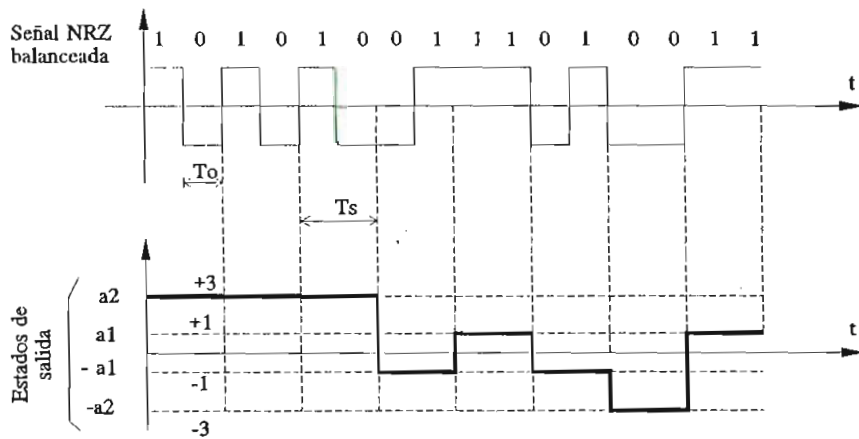 Señal NRZ
balanceada
1 0 1 0 1 0 0 1 1 1 0 1 0 0 1 1
t
To
Ts
Estados de
salida
a2
+3
a1
+1
t
- a1
-1
-a2
-3